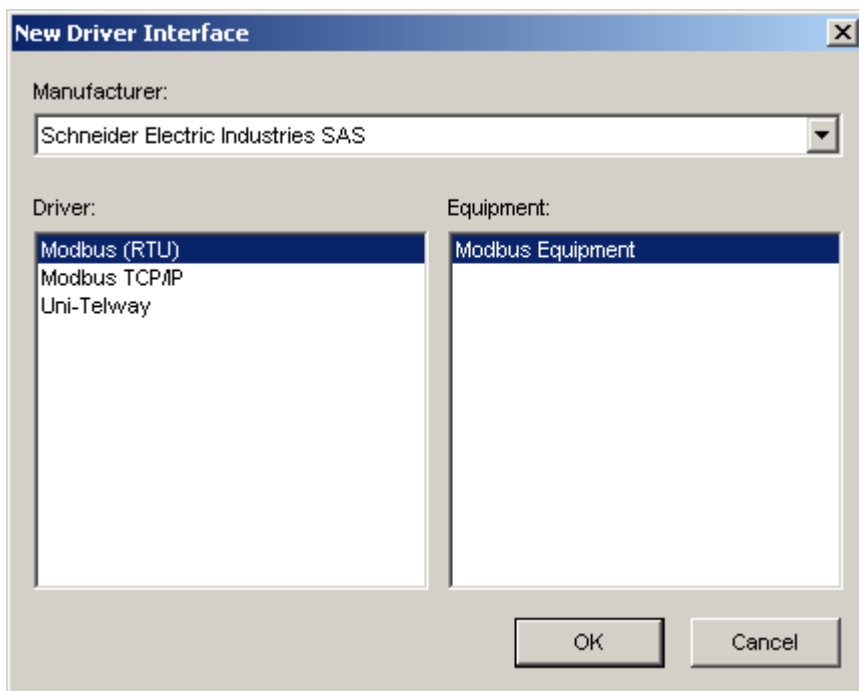 New Driver Interface
Manufacturer:
Schneider Electric Industries SAS
Driver:
Equipment:
Modbus (RTU)
Modbus TCP/IP
Uni-Telway
Modbus Equipment
OK
Cancel